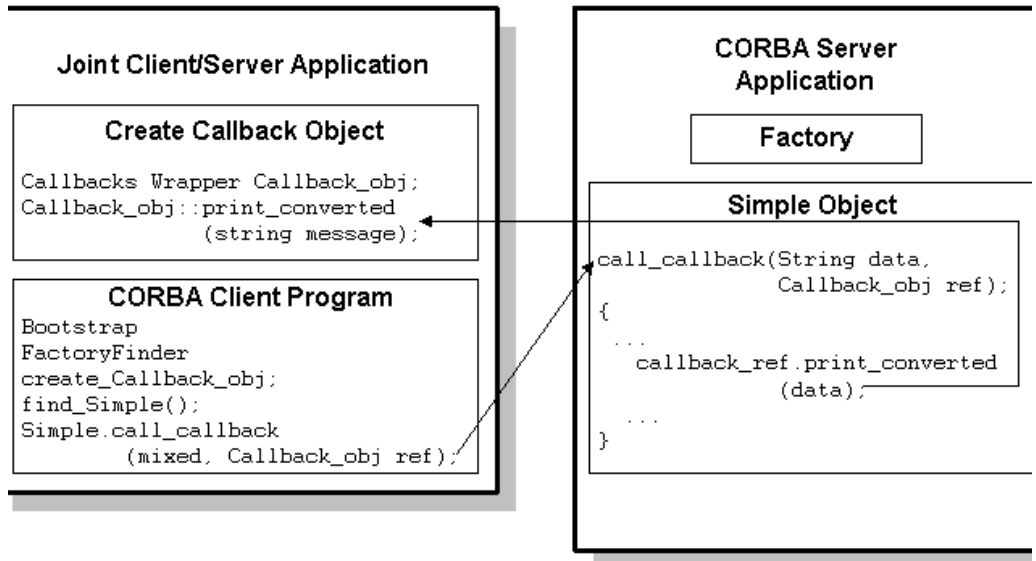 Joint Client/Server Application
Create Callback Object
Callbacks Wrapper Callback_obj;
Callback_obj::print_converted
(string message);
CORBA Client Program
Bootstrap
FactoryFinder
create_Callback_obj;
find_Simple();
Simple.call_callback
(mixed, Callback_obj ref);
CORBA Server
Application
Factory
Simple Object
call_callback(String data,
Callback_obj ref);
{
...
callback_ref.print_converted
(data);
...
}